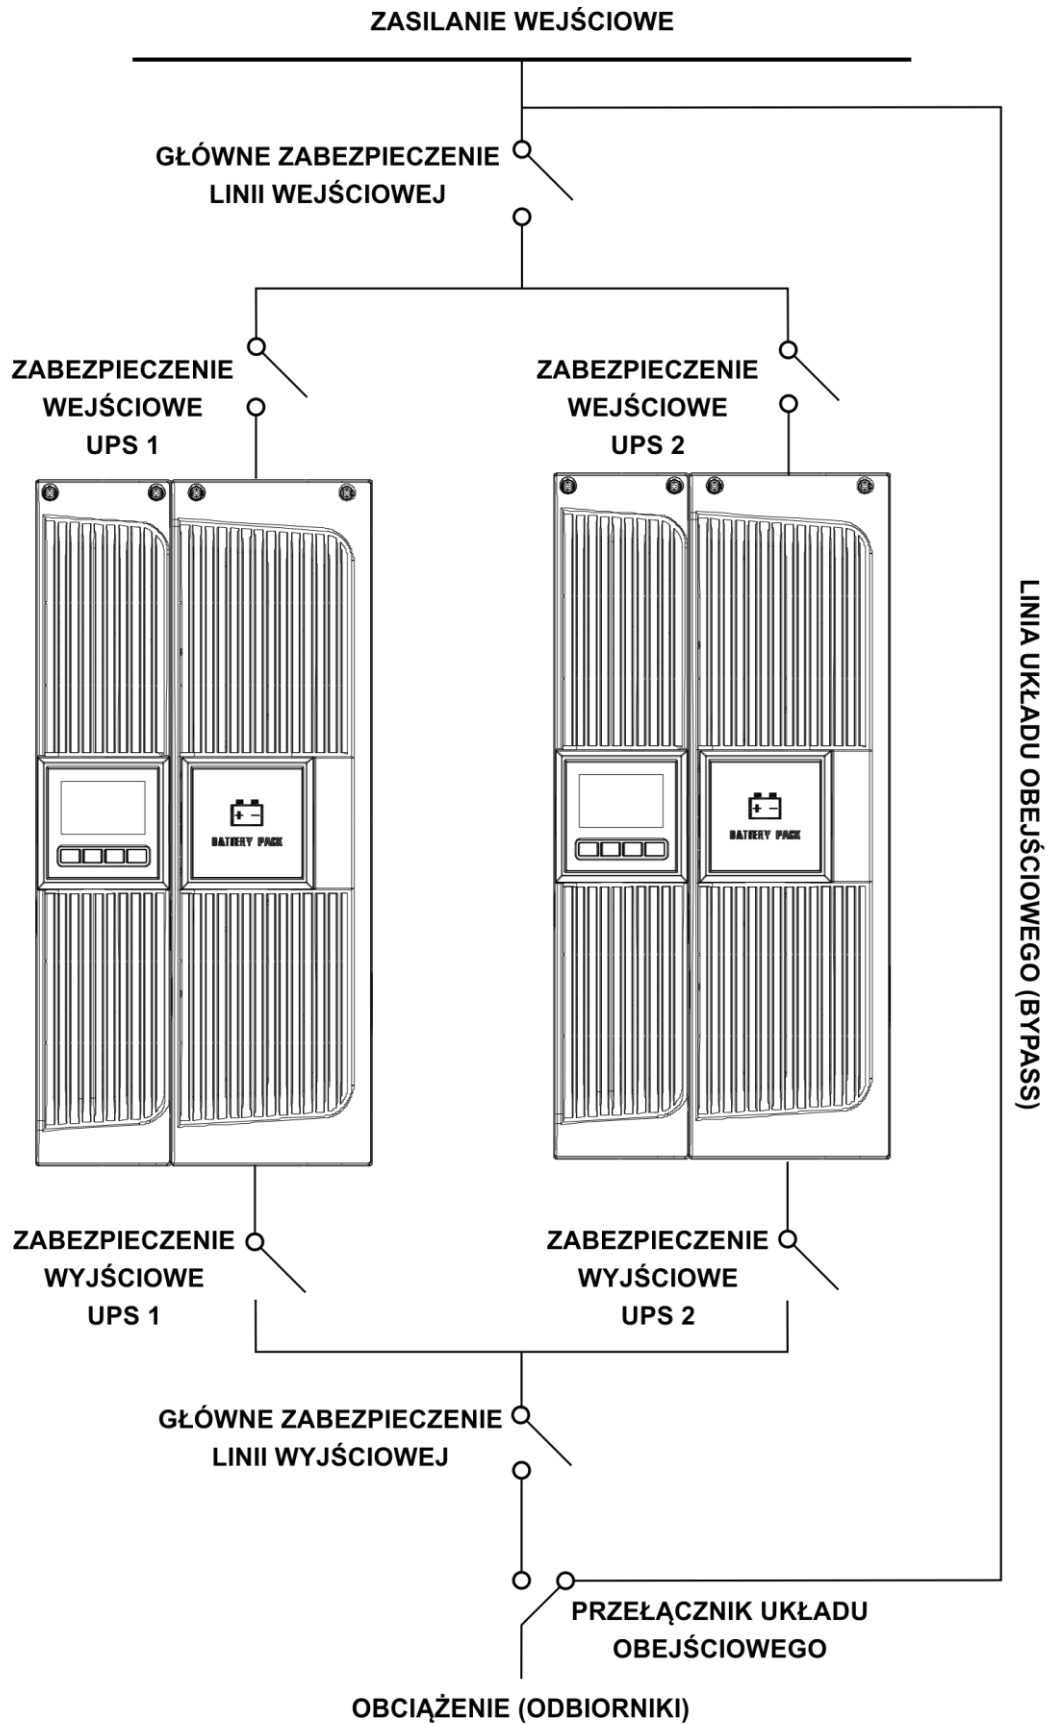 ZASILANIE WEJŚCIOWE
GŁÓWNE ZABEZPIECZENIE
LINII WEJŚCIOWEJ
ZABEZPIECZENIE
WEJŚCIOWE
UPS 1
ZABEZPIECZENIE
WEJŚCIOWE
UPS 2
+ −
BATTERY PACK
+ −
BATTERY PACK
LINIA UKŁADU OBEJŚCIOWEGO (BYPASS)
ZABEZPIECZENIE
WYJŚCIOWE
UPS 1
ZABEZPIECZENIE
WYJŚCIOWE
UPS 2
GŁÓWNE ZABEZPIECZENIE
LINII WYJŚCIOWEJ
PRZEŁĄCZNIK UKŁADU
OBEJŚCIOWEGO
OBCIĄŻENIE (ODBIORNIKI)